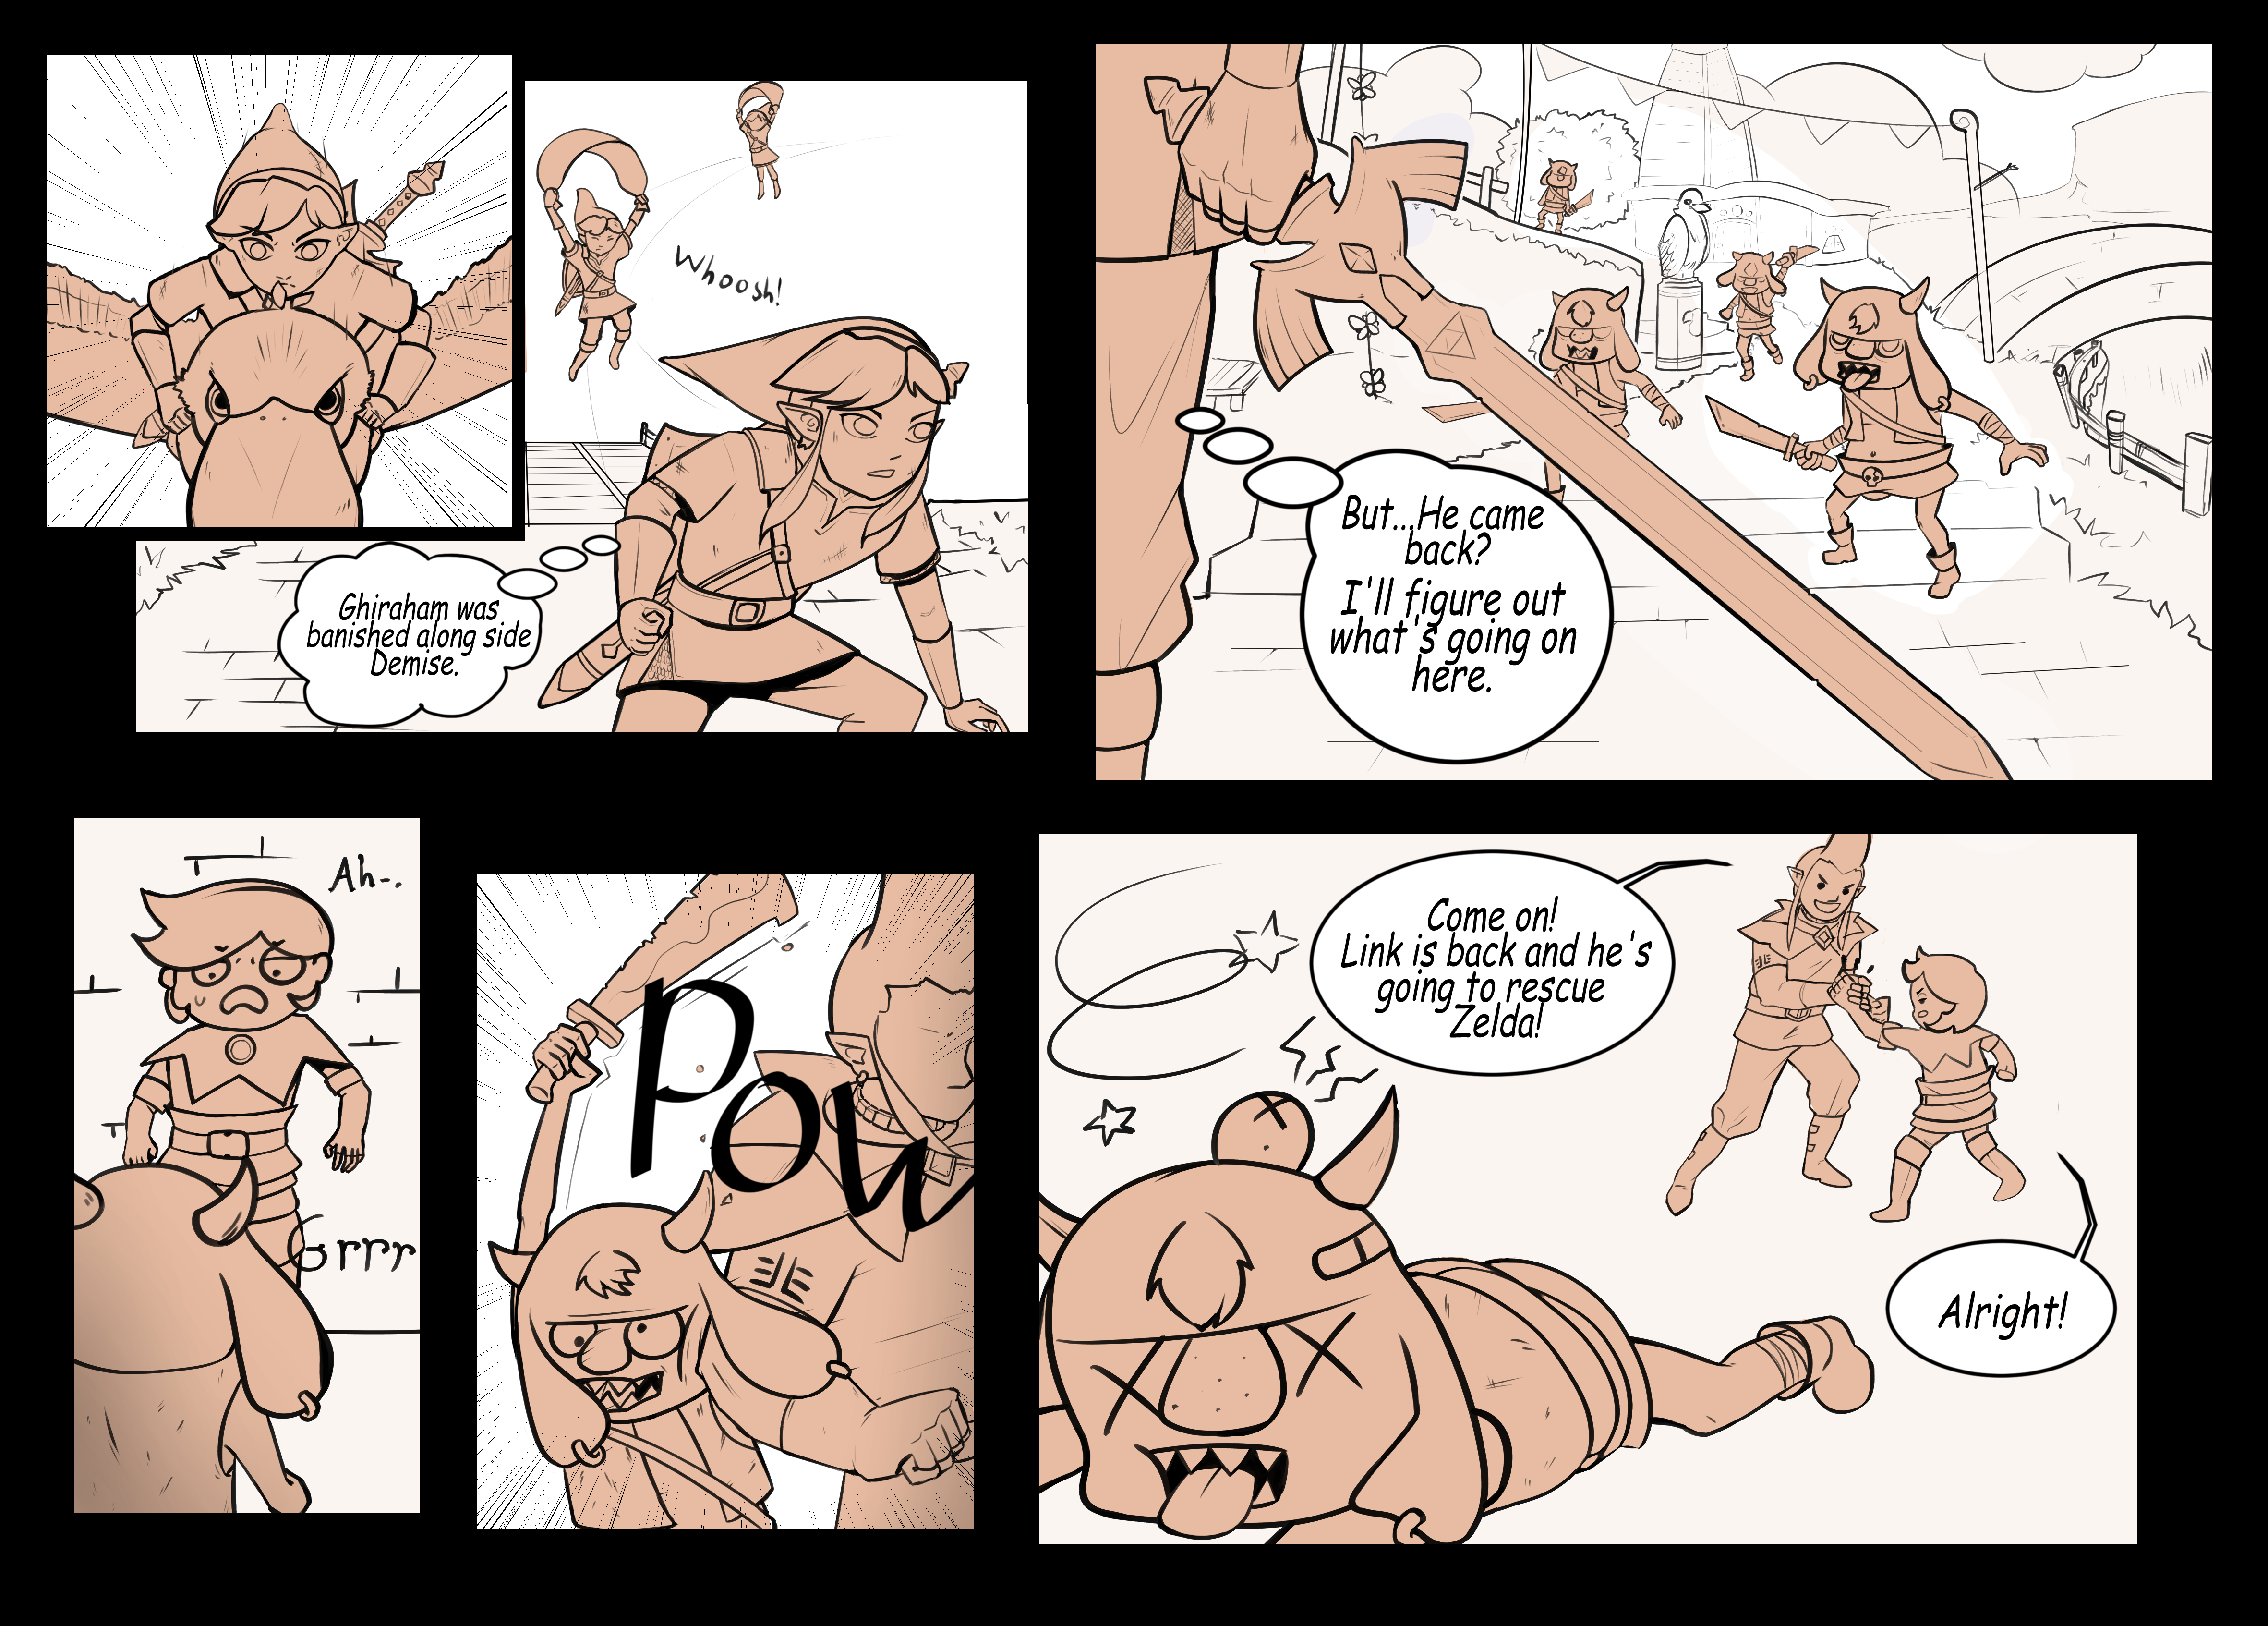 Whoosh!
Ghiraham was
banished along side
Demise.
But...He came
back?
I'll figure out
what's going on
here.
Ah-.
Grrr
POW
Come on!
Link is back and he's
going to rescue
Zelda!
Alright!